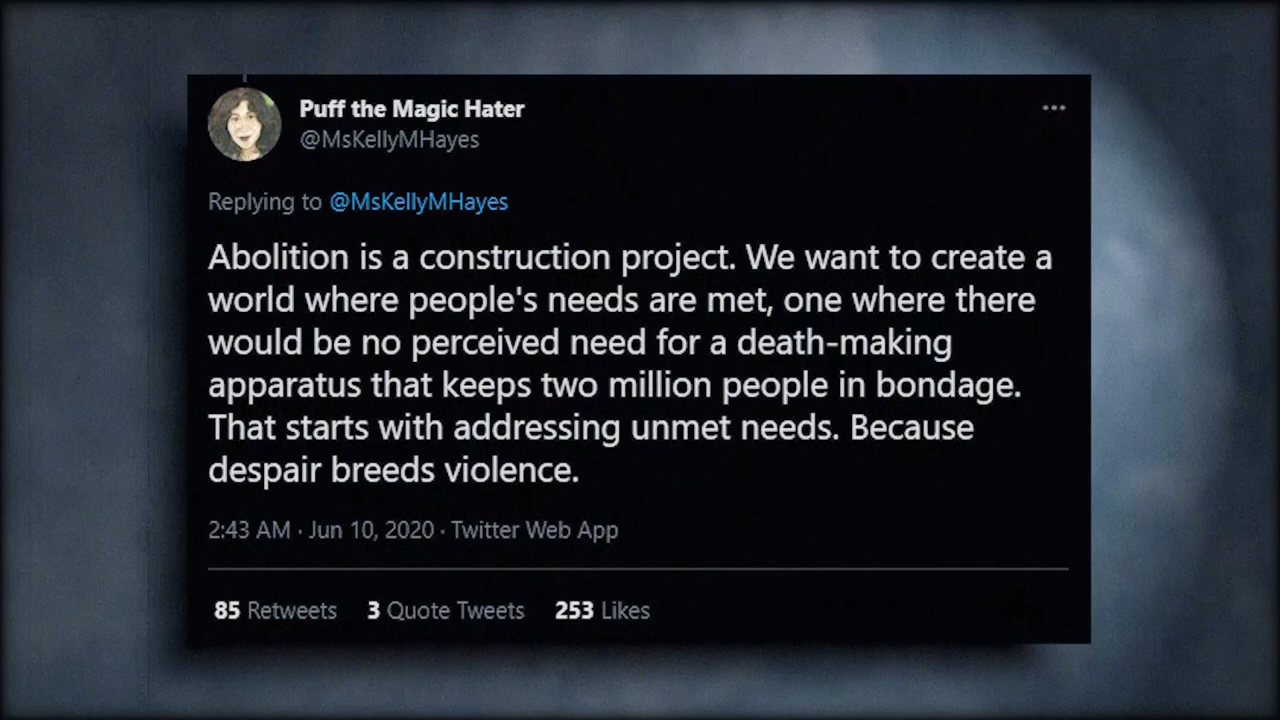 Puff the Magic Hater
@MsKellyMHayes
Replying to @MsKellyMHayes
Abolition is a construction project. We want to create a
world where people's needs are met, one where there
would be no perceived need for a death-making
apparatus that keeps two million people in bondage.
That starts with addressing unmet needs. Because
despair breeds violence.
2:43 AM · Jun 10, 2020 · Twitter Web App
85 Retweets 3 Quote Tweets 253 Likes